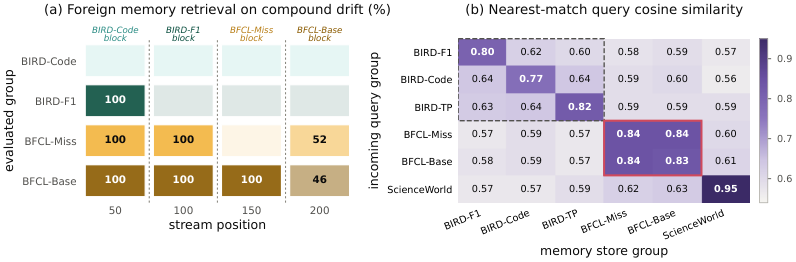 (a) Foreign memory retrieval on compound drift (%)
BIRD-Code block
BIRD-F1 block
BFCL-Miss block
BFCL-Base block
evaluated group
BIRD-Code
BIRD-F1 100
BFCL-Miss 100 100 52
BFCL-Base 100 100 100 46
50 100 150 200
stream position
(b) Nearest-match query cosine similarity
incoming query group
BIRD-F1 0.80 0.62 0.60 0.58 0.59 0.57
BIRD-Code 0.64 0.77 0.64 0.59 0.60 0.56
BIRD-TP 0.63 0.64 0.82 0.59 0.59 0.59
BFCL-Miss 0.57 0.59 0.57 0.84 0.84 0.60
BFCL-Base 0.58 0.59 0.57 0.84 0.83 0.61
ScienceWorld 0.57 0.57 0.59 0.62 0.63 0.95
BIRD-F1 BIRD-Code BIRD-TP BFCL-Miss BFCL-Base ScienceWorld
memory store group
0.9
0.8
0.7
0.6